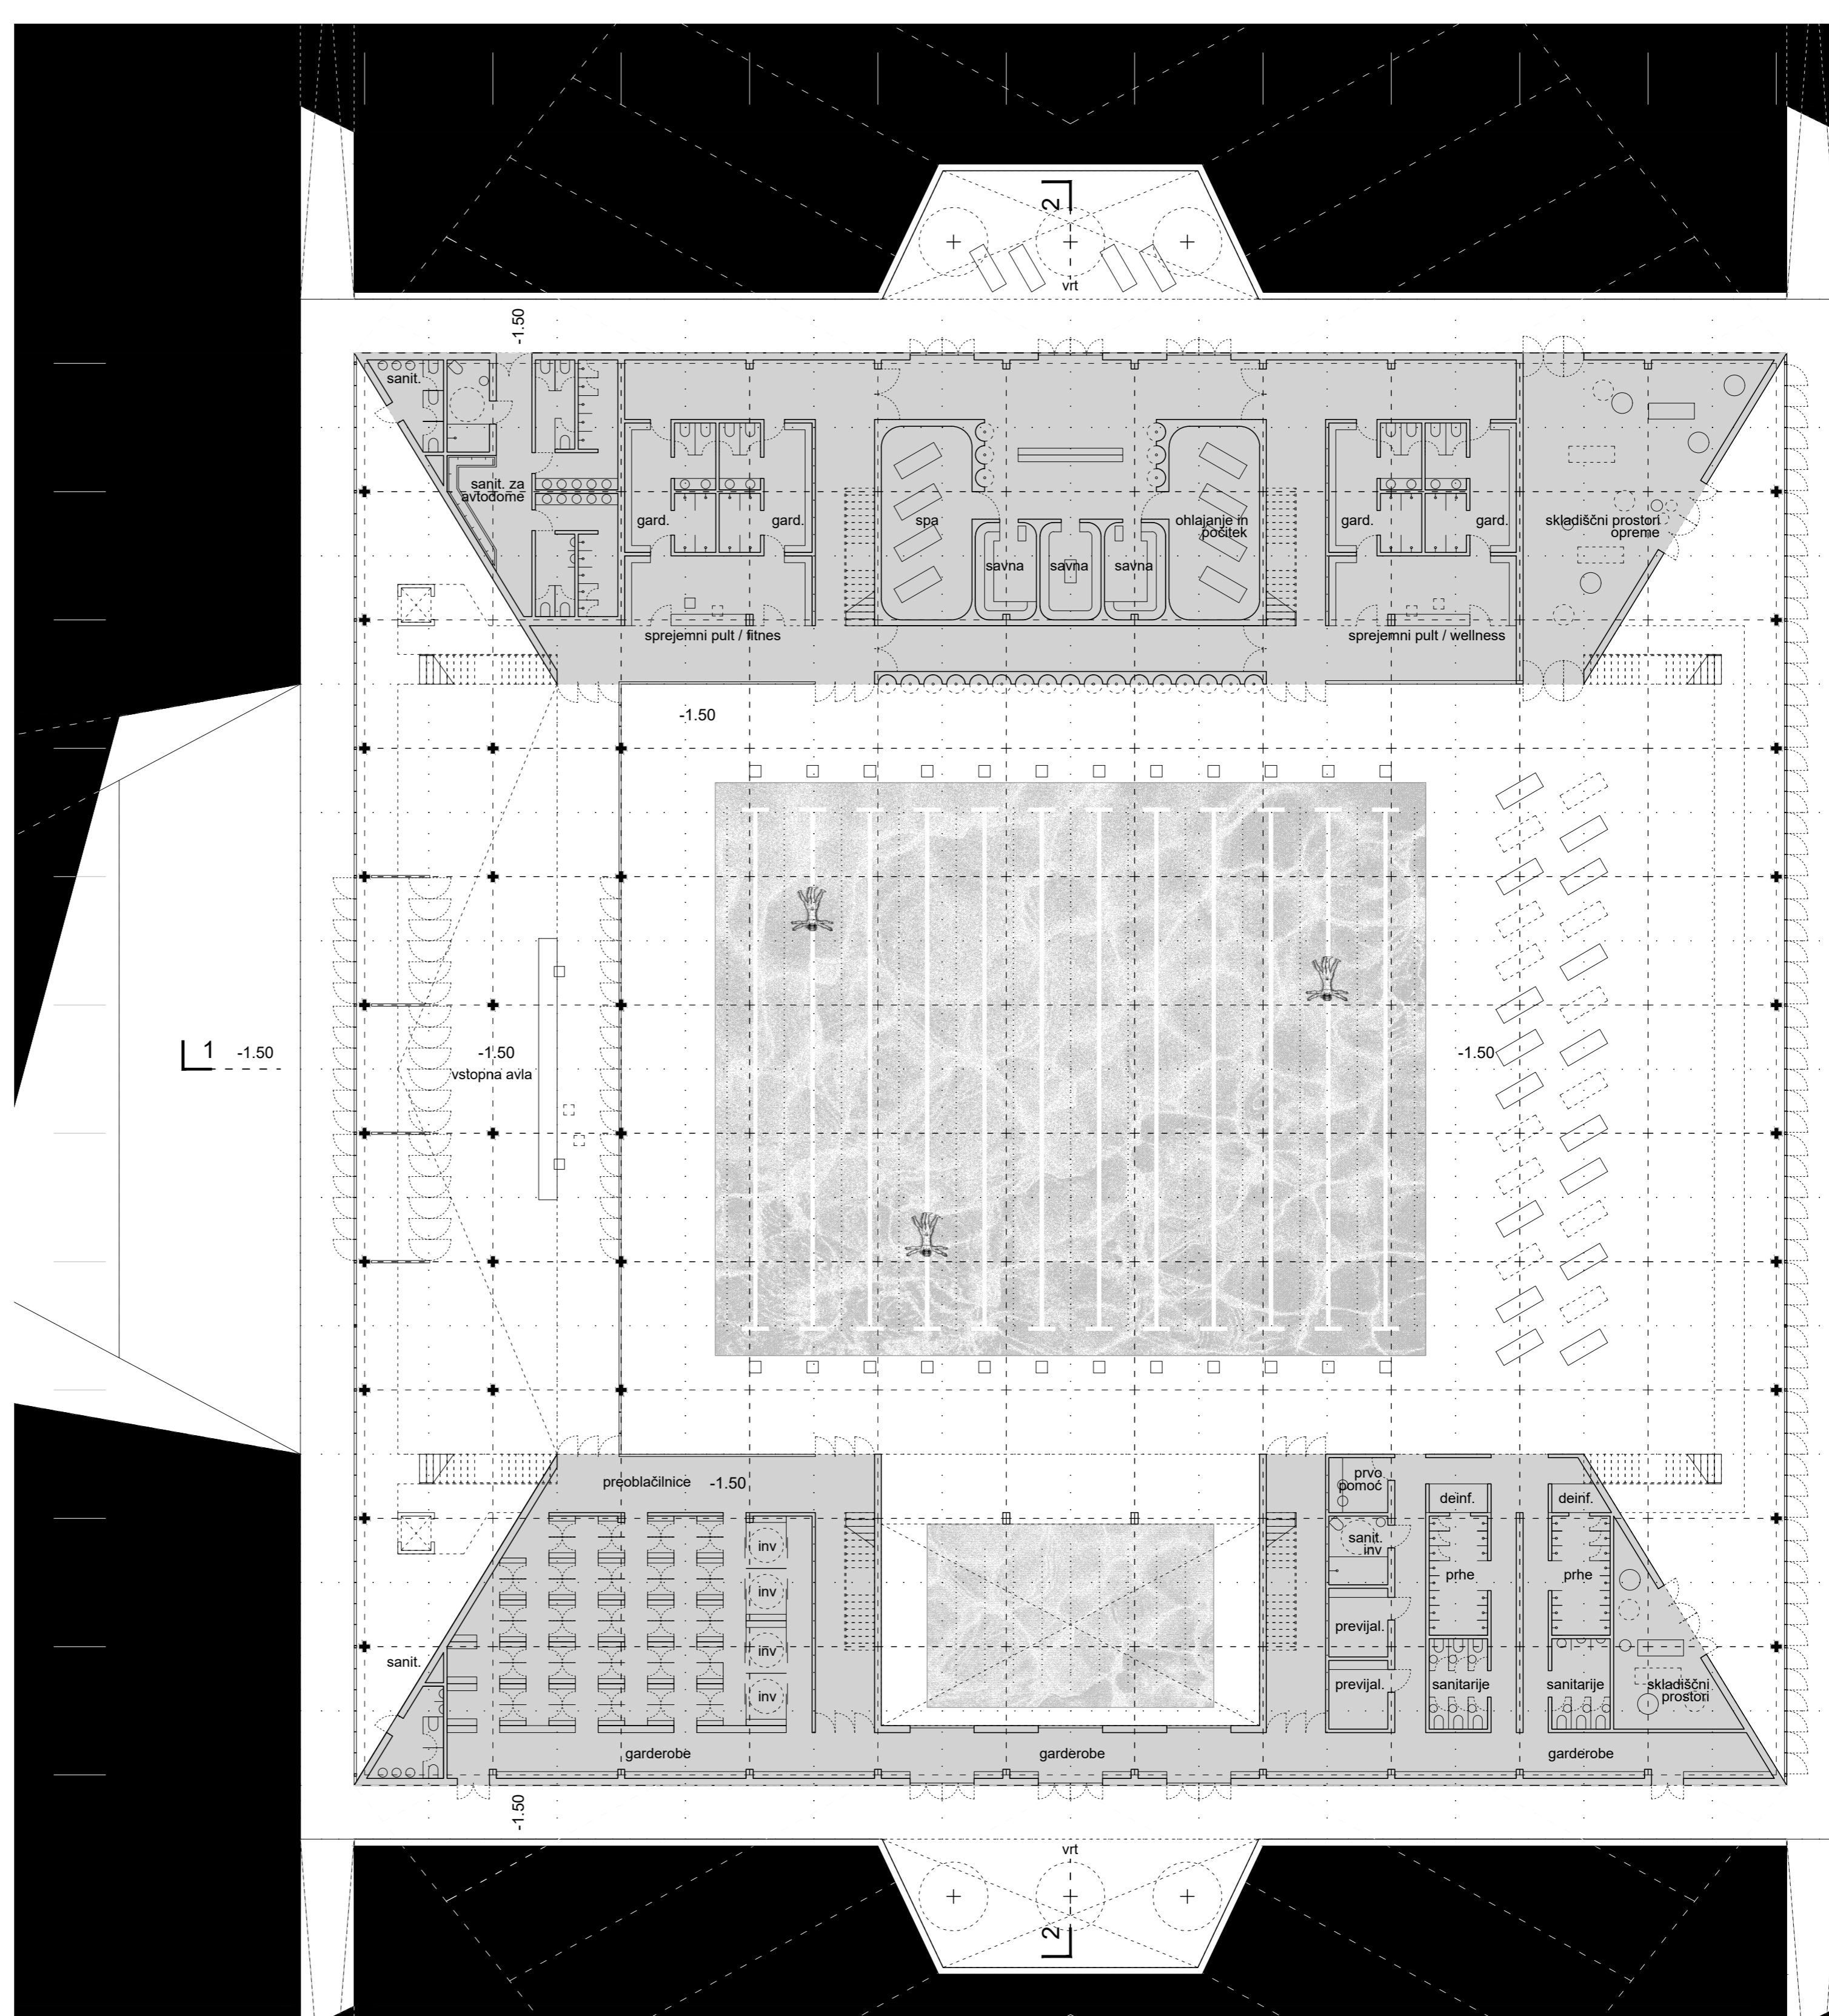 2
vrt
-1.50
sanit.
sanit. za
avtodome
gard.
gard.
spa
ohlajanje in
počitek
gard.
gard.
skladiščni prostori
opreme
savna
savna
savna
sprejemni pult / fitnes
sprejemni pult / wellness
-1.50
1
-1.50
-1.50
vstopna avla
-1.50
preoblačilnice
-1.50
prvo
pomoć
deinf.
deinf.
inv
sanit.
inv
inv
prhe
prhe
previjal.
inv
sanit.
inv
previjal.
sanitarije
sanitarije
skladiščni
prostori
garderobe
garderobe
garderobe
-1.50
vrt
2